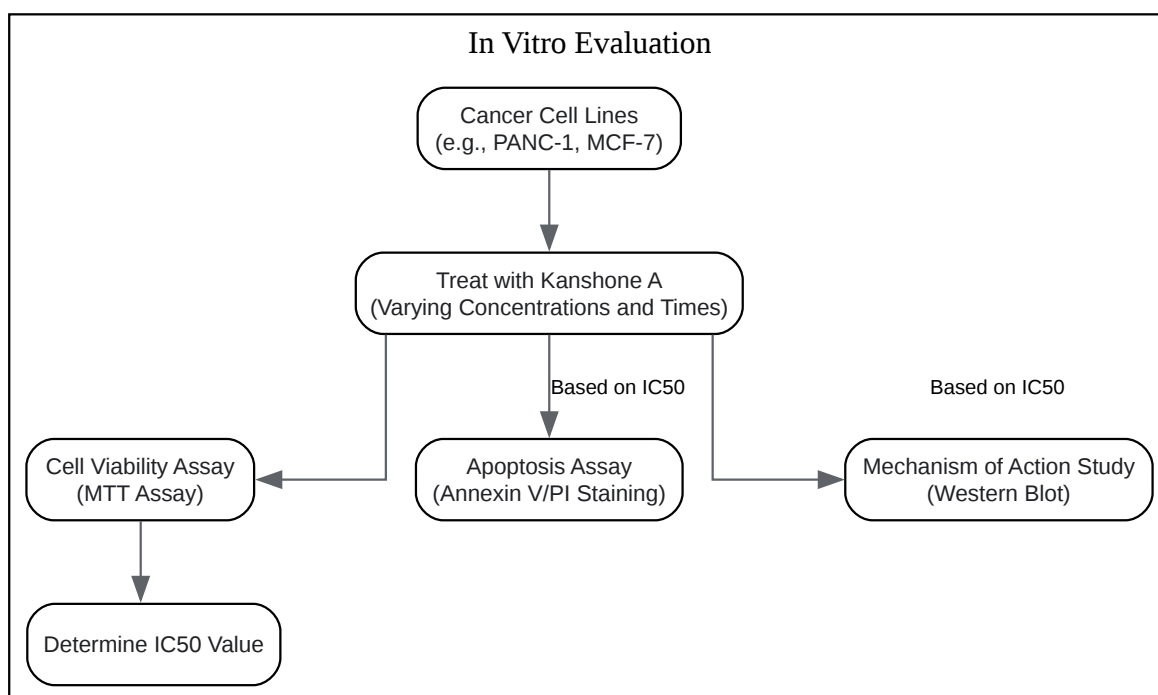 In Vitro Evaluation
Cancer Cell Lines
(e.g., PANC-1, MCF-7)
Treat with Kanshone A
(Varying Concentrations and Times)
Based on IC50
Based on IC50
Cell Viability Assay
(MTT Assay)
Apoptosis Assay
(Annexin V/PI Staining)
Mechanism of Action Study
(Western Blot)
Determine IC50 Value